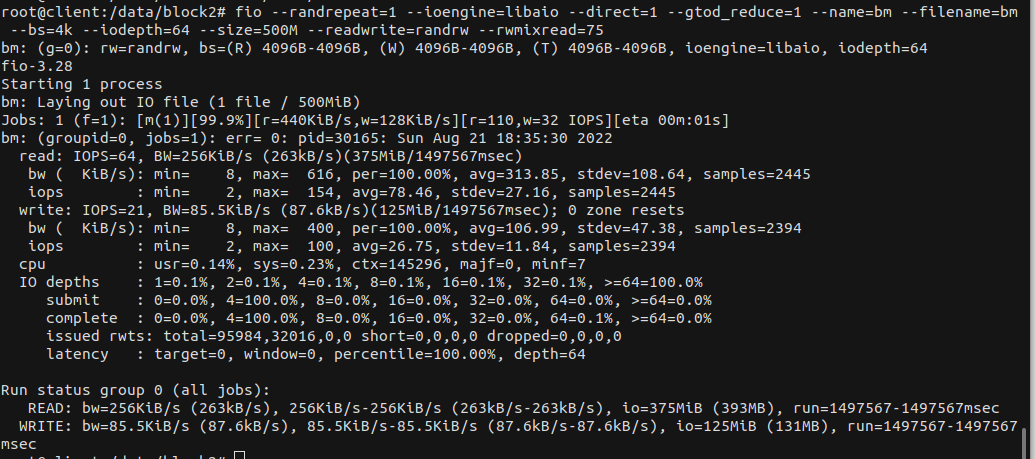 root@client:/data/block2# fio --randrepeat=1 --ioengine=libaio --direct=1 --gtod_reduce=1 --name=bm --filename=bm
 --bs=4k --iodepth=64 --size=500M --readwrite=randrw --rwmixread=75
bm: (g=0): rw=randrw, bs=(R) 4096B-4096B, (W) 4096B-4096B, (T) 4096B-4096B, ioengine=libaio, iodepth=64
fio-3.28
Starting 1 process
bm: Laying out IO file (1 file / 500MiB)
Jobs: 1 (f=1): [m(1)][99.9%][r=440KiB/s,w=128KiB/s][r=110,w=32 IOPS][eta 00m:01s]
bm: (groupid=0, jobs=1): err= 0: pid=30165: Sun Aug 21 18:35:30 2022
  read: IOPS=64, BW=256KiB/s (263kB/s)(375MiB/1497567msec)
   bw (  KiB/s): min=    8, max=  616, per=100.00%, avg=313.85, stdev=108.64, samples=2445
   iops        : min=    2, max=  154, avg=78.46, stdev=27.16, samples=2445
  write: IOPS=21, BW=85.5KiB/s (87.6kB/s)(125MiB/1497567msec); 0 zone resets
   bw (  KiB/s): min=    8, max=  400, per=100.00%, avg=106.99, stdev=47.38, samples=2394
   iops        : min=    2, max=  100, avg=26.75, stdev=11.84, samples=2394
  cpu          : usr=0.14%, sys=0.23%, ctx=145296, majf=0, minf=7
  IO depths    : 1=0.1%, 2=0.1%, 4=0.1%, 8=0.1%, 16=0.1%, 32=0.1%, >=64=100.0%
     submit    : 0=0.0%, 4=100.0%, 8=0.0%, 16=0.0%, 32=0.0%, 64=0.0%, >=64=0.0%
     complete  : 0=0.0%, 4=100.0%, 8=0.0%, 16=0.0%, 32=0.0%, 64=0.1%, >=64=0.0%
     issued rwts: total=95984,32016,0,0 short=0,0,0,0 dropped=0,0,0,0
     latency   : target=0, window=0, percentile=100.00%, depth=64

Run status group 0 (all jobs):
   READ: bw=256KiB/s (263kB/s), 256KiB/s-256KiB/s (263kB/s-263kB/s), io=375MiB (393MB), run=1497567-1497567msec
  WRITE: bw=85.5KiB/s (87.6kB/s), 85.5KiB/s-85.5KiB/s (87.6kB/s-87.6kB/s), io=125MiB (131MB), run=1497567-1497567
msec